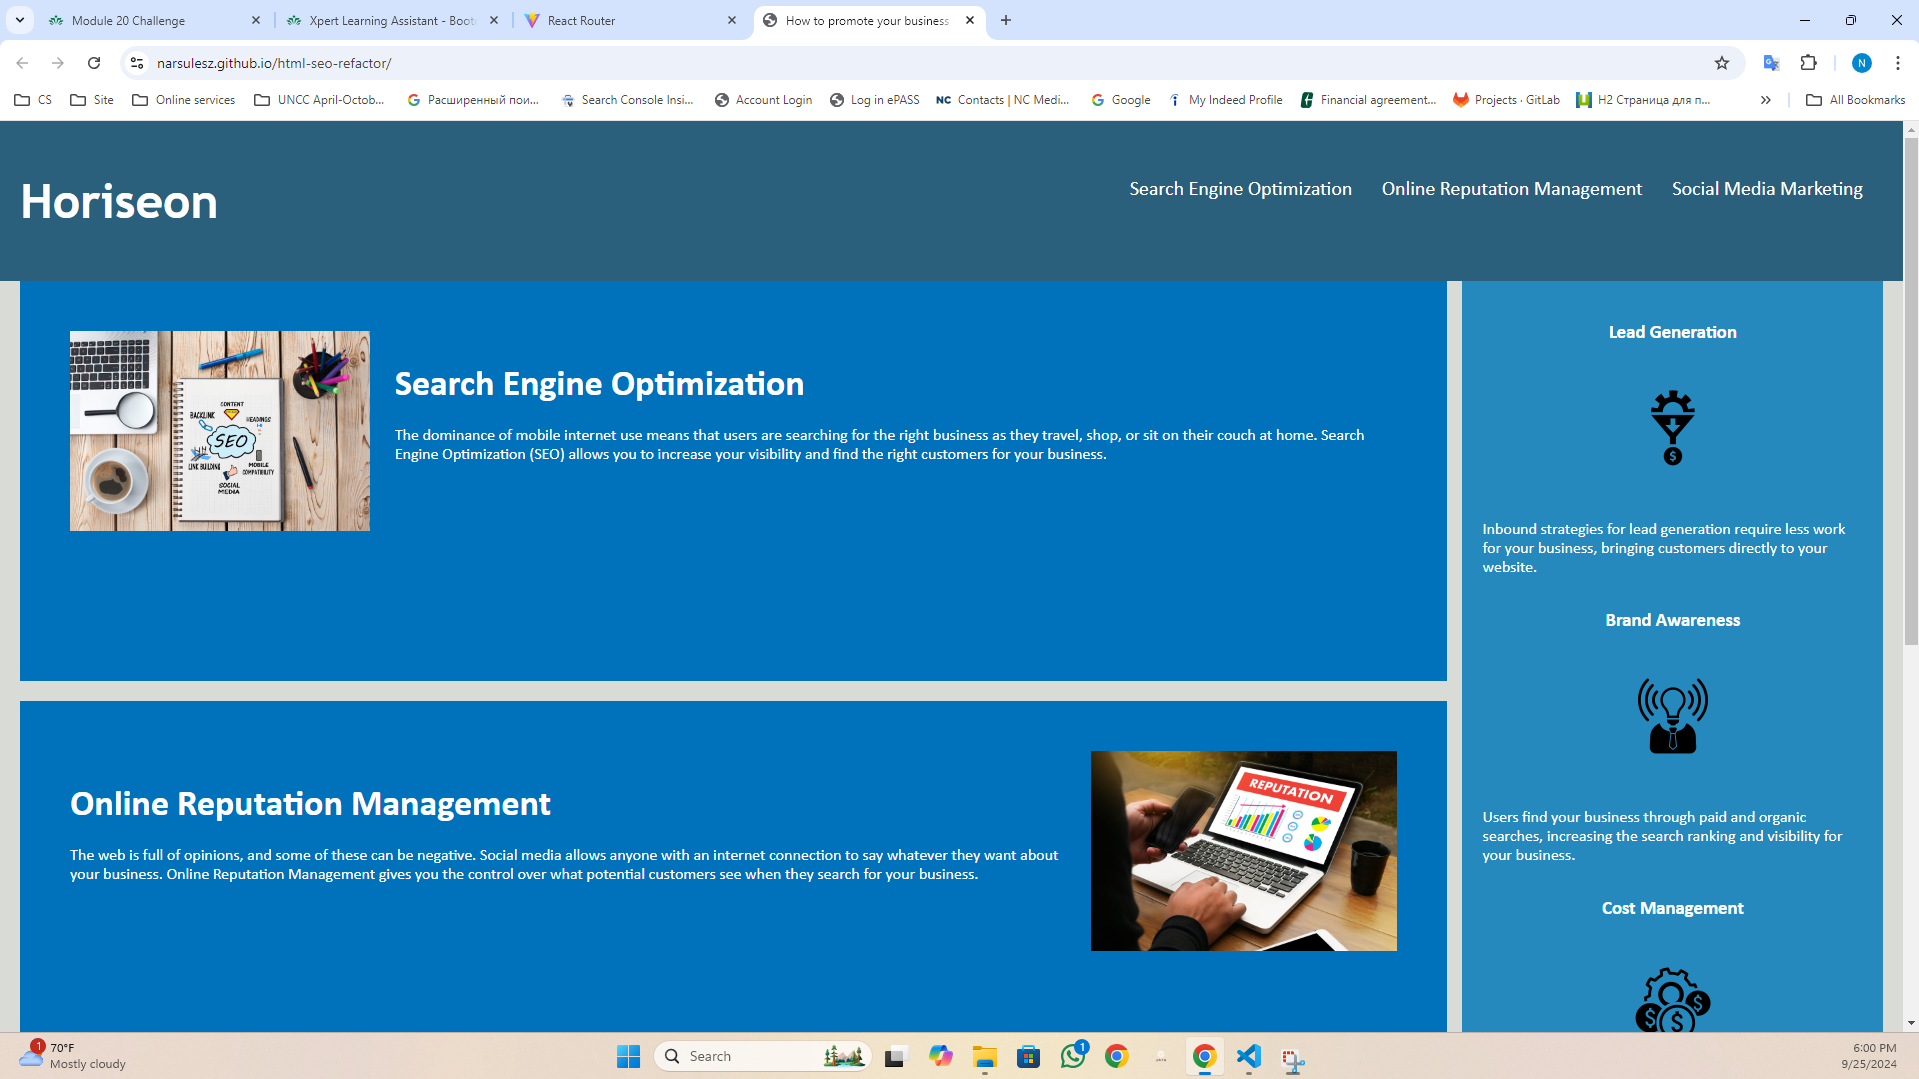 Module 20 Challenge
Xpert Learning Assistant - Boot
React Router
How to promote your business
narsulesz.github.io/html-seo-refactor/
N
CS
Site
Online services
UNCC April-Octob...
Расширенный пои...
Search Console Insi...
Account Login
Log in ePASS
NC Contacts | NC Medi...
Google
My Indeed Profile
Financial agreement...
Projects · GitLab
H2 Страница для п...
All Bookmarks
Horiseon
Search Engine Optimization
Online Reputation Management
Social Media Marketing
CONTENT
BACKLINK
HEADINGS
SEO
LINK BUILDING
MOBILE
COMPATIBILITY
SOCIAL
MEDIA
Search Engine Optimization
The dominance of mobile internet use means that users are searching for the right business as they travel, shop, or sit on their couch at home. Search
Engine Optimization (SEO) allows you to increase your visibility and find the right customers for your business.
Online Reputation Management
The web is full of opinions, and some of these can be negative. Social media allows anyone with an internet connection to say whatever they want about
your business. Online Reputation Management gives you the control over what potential customers see when they search for your business.
REPUTATION
Lead Generation
Inbound strategies for lead generation require less work
for your business, bringing customers directly to your
website.
Brand Awareness
Users find your business through paid and organic
searches, increasing the search ranking and visibility for
your business.
Cost Management
1
70°F
Mostly cloudy
Search
1
6:00 PM
9/25/2024